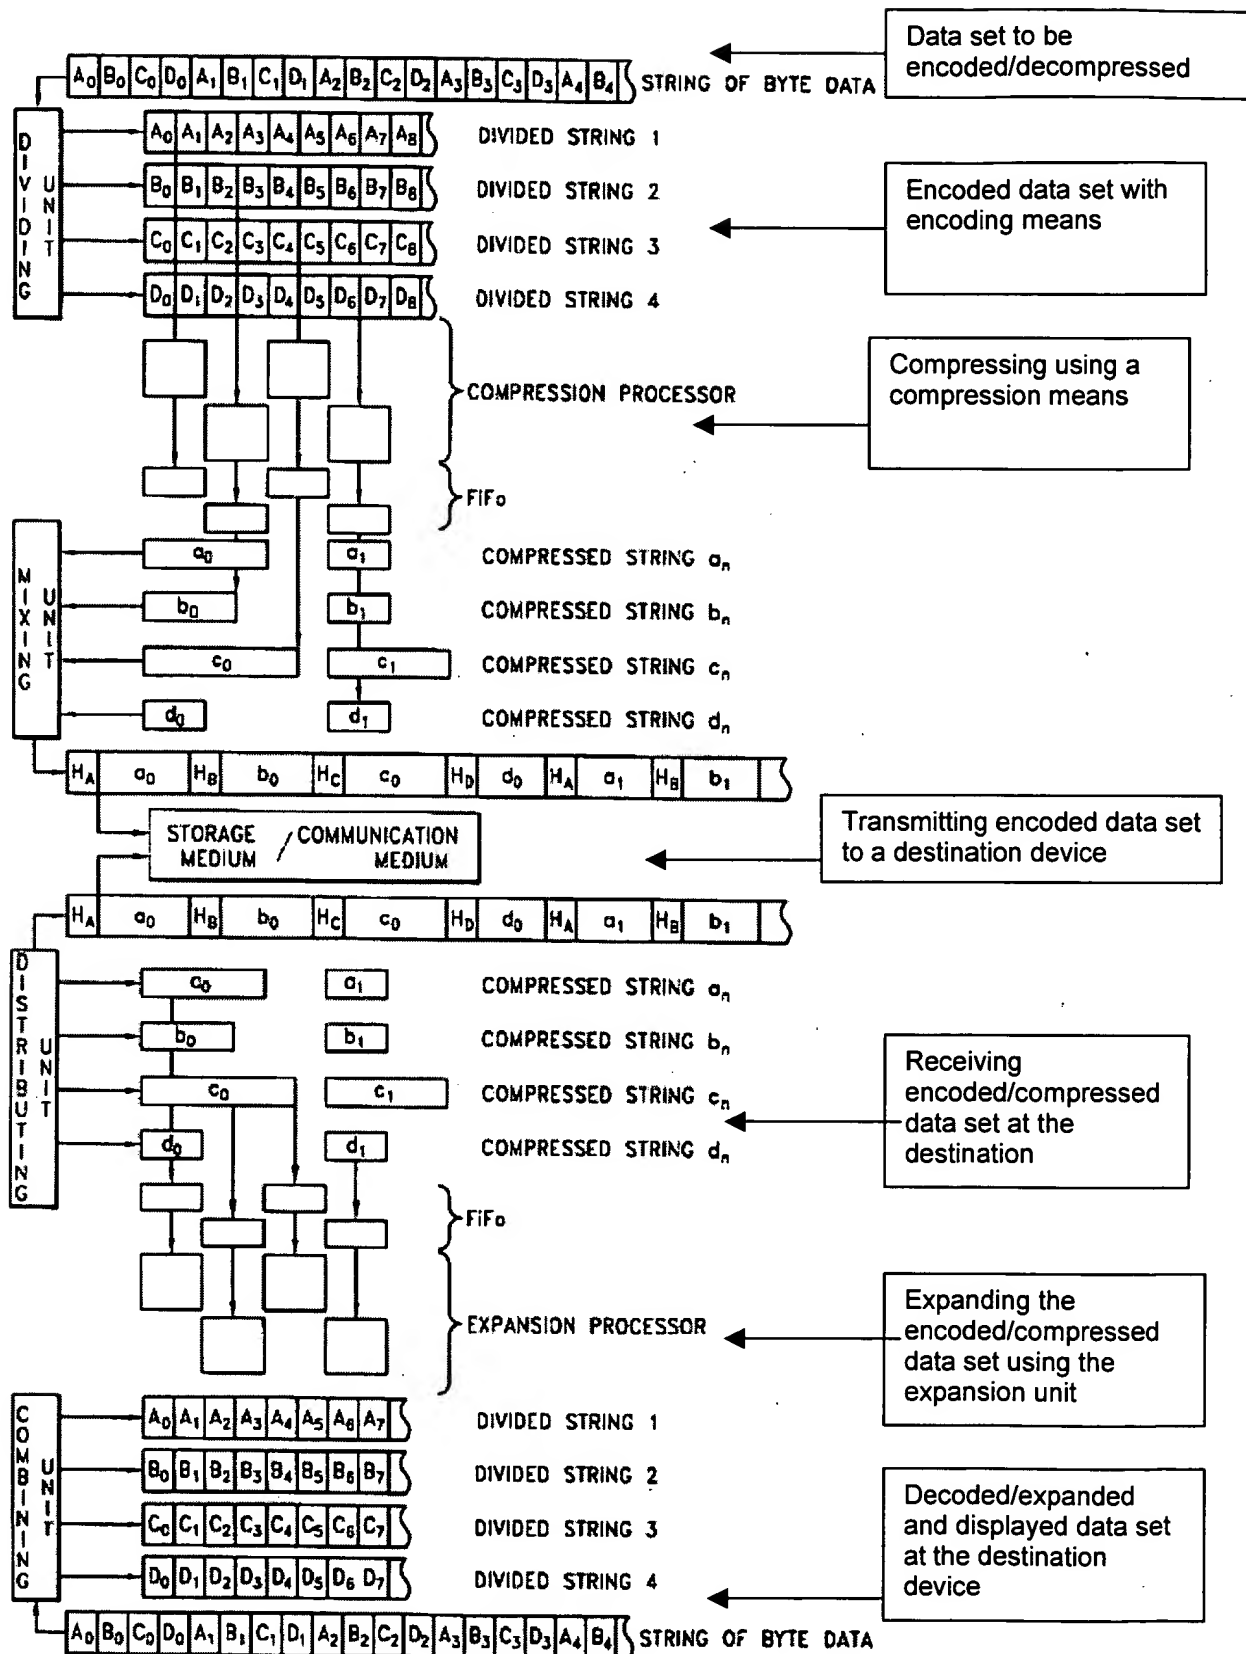 Data set to be
encoded/decompressed
A0 B0 C0 D0 A1 B1 C1 D1 A2 B2 C2 D2 A3 B3 C3 D3 A4 B4 STRING OF BYTE DATA
DIVIDING UNIT
A0 A1 A2 A3 A4 A5 A6 A7 A8 DIVIDED STRING 1
B0 B1 B2 B3 B4 B5 B6 B7 B8 DIVIDED STRING 2
Encoded data set with
encoding means
C0 C1 C2 C3 C4 C5 C6 C7 C8 DIVIDED STRING 3
D0 D1 D2 D3 D4 D5 D6 D7 D8 DIVIDED STRING 4
Compressing using a
compression means
COMPRESSION PROCESSOR
FiFo
MIXING UNIT
a0 a1 COMPRESSED STRING an
b0 b1 COMPRESSED STRING bn
c0 c1 COMPRESSED STRING cn
d0 d1 COMPRESSED STRING dn
HA a0 HB b0 HC c0 HD d0 HA a1 HB b1
Transmitting encoded data set
to a destination device
STORAGE / COMMUNICATION
MEDIUM MEDIUM
HA a0 HB b0 HC c0 HD d0 HA a1 HB b1
DISTRIBUTING UNIT
c0 a1 COMPRESSED STRING an
b0 b1 COMPRESSED STRING bn
c0 c1 COMPRESSED STRING cn
d0 d1 COMPRESSED STRING dn
Receiving
encoded/compressed
data set at the
destination
FiFo
EXPANSION PROCESSOR
Expanding the
encoded/compressed
data set using the
expansion unit
COMBINING UNIT
A0 A1 A2 A3 A4 A5 A6 A7 DIVIDED STRING 1
B0 B1 B2 B3 B4 B5 B6 B7 DIVIDED STRING 2
C0 C1 C2 C3 C4 C5 C6 C7 DIVIDED STRING 3
D0 D1 D2 D3 D4 D5 D6 D7 DIVIDED STRING 4
Decoded/expanded
and displayed data set
at the destination
device
A0 B0 C0 D0 A1 B1 C1 D1 A2 B2 C2 D2 A3 B3 C3 D3 A4 B4 STRING OF BYTE DATA